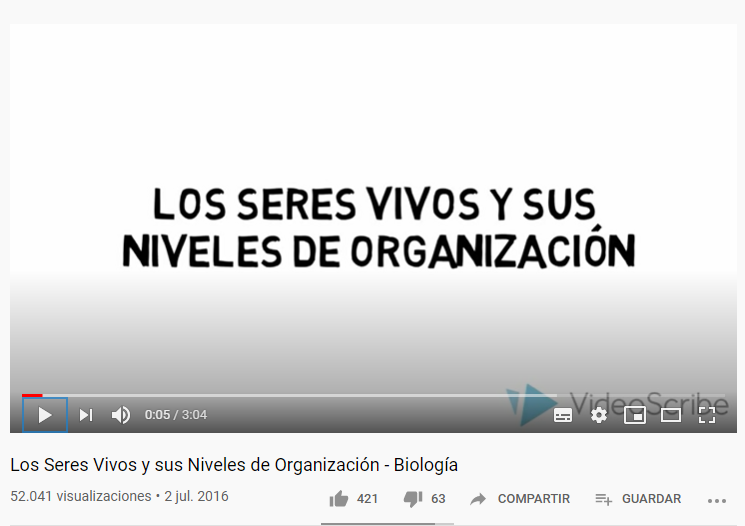 LOS SERES VIVOS Y SUS
NIVELES DE ORGANIZACIÓN
VideoScribe
0:05 / 3:04
Los Seres Vivos y sus Niveles de Organización - Biología
52.041 visualizaciones • 2 jul. 2016
421
63
COMPARTIR
GUARDAR